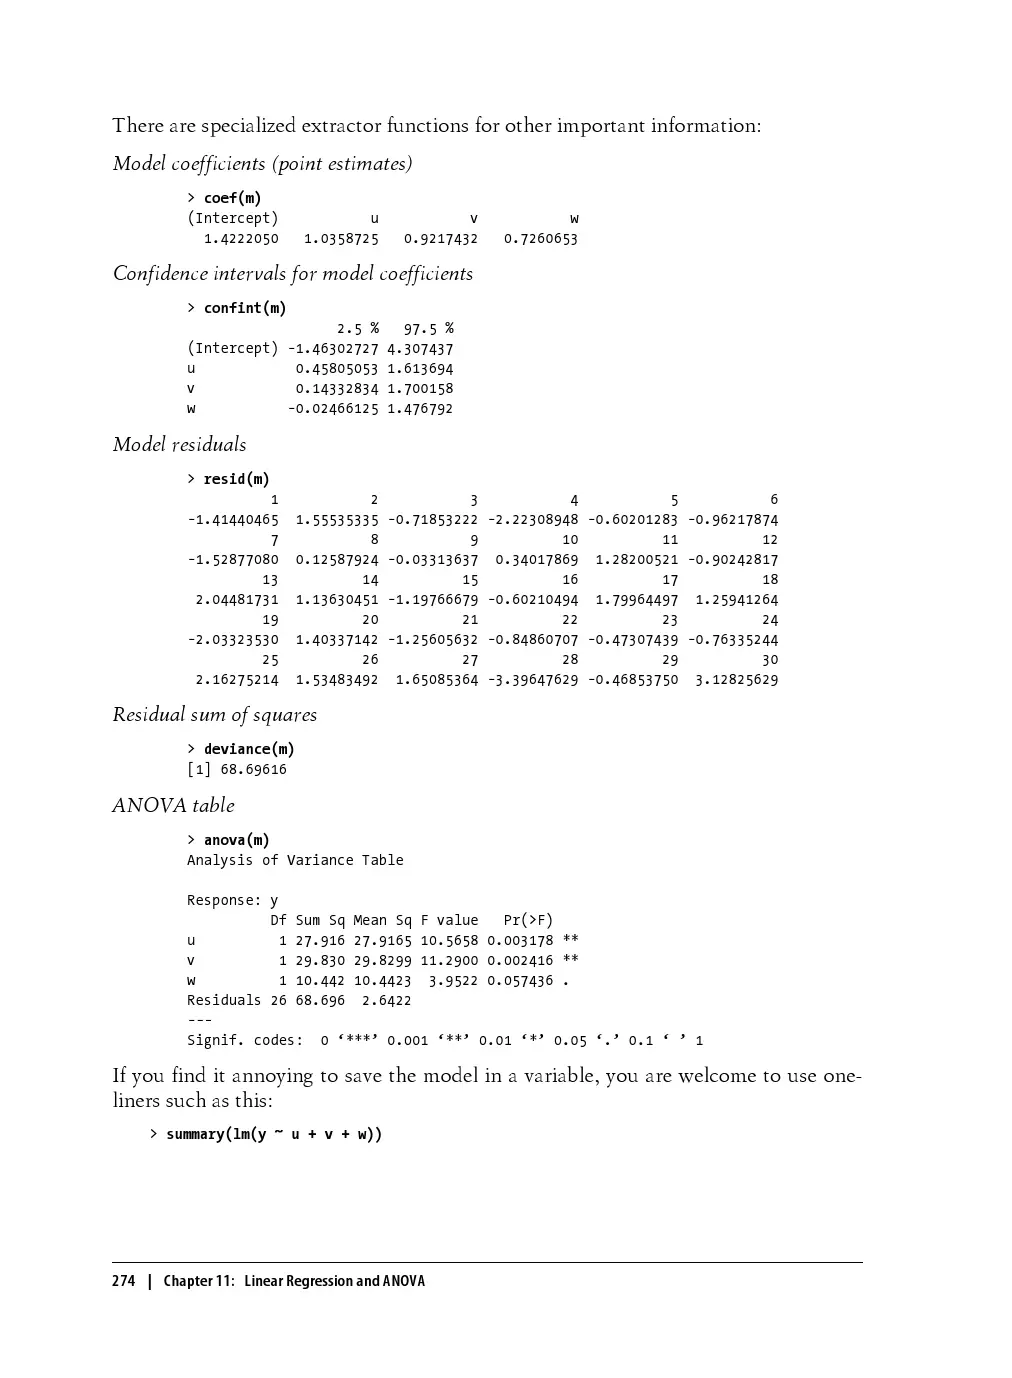 There are specialized extractor functions for other important information:
Model coefficients (point estimates)
> coef(m)
(Intercept)           u           v           w
  1.4222050   1.0358725   0.9217432   0.7260653
Confidence intervals for model coefficients
> confint(m)
                  2.5 %   97.5 %
(Intercept) -1.46302727 4.307437
u            0.45805053 1.613694
v            0.14332834 1.700158
w           -0.02466125 1.476792
Model residuals
> resid(m)
          1           2           3           4           5           6
-1.41440465  1.55535335 -0.71853222 -2.22308948 -0.60201283 -0.96217874
          7           8           9          10          11          12
-1.52877080  0.12587924 -0.03313637  0.34017869  1.28200521 -0.90242817
         13          14          15          16          17          18
 2.04481731  1.13630451 -1.19766679 -0.60210494  1.79964497  1.25941264
         19          20          21          22          23          24
-2.03323530  1.40337142 -1.25605632 -0.84860707 -0.47307439 -0.76335244
         25          26          27          28          29          30
 2.16275214  1.53483492  1.65085364 -3.39647629 -0.46853750  3.12825629
Residual sum of squares
> deviance(m)
[1] 68.69616
ANOVA table
> anova(m)
Analysis of Variance Table
Response: y
          Df Sum Sq Mean Sq F value   Pr(>F)
u          1 27.916 27.9165 10.5658 0.003178 **
v          1 29.830 29.8299 11.2900 0.002416 **
w          1 10.442 10.4423  3.9522 0.057436 .
Residuals 26 68.696  2.6422
---
Signif. codes:  0 ‘***’ 0.001 ‘**’ 0.01 ‘*’ 0.05 ‘.’ 0.1 ‘ ’ 1
If you find it annoying to save the model in a variable, you are welcome to use one-
liners such as this:
> summary(lm(y ~ u + v + w))
274 | Chapter 11: Linear Regression and ANOVA